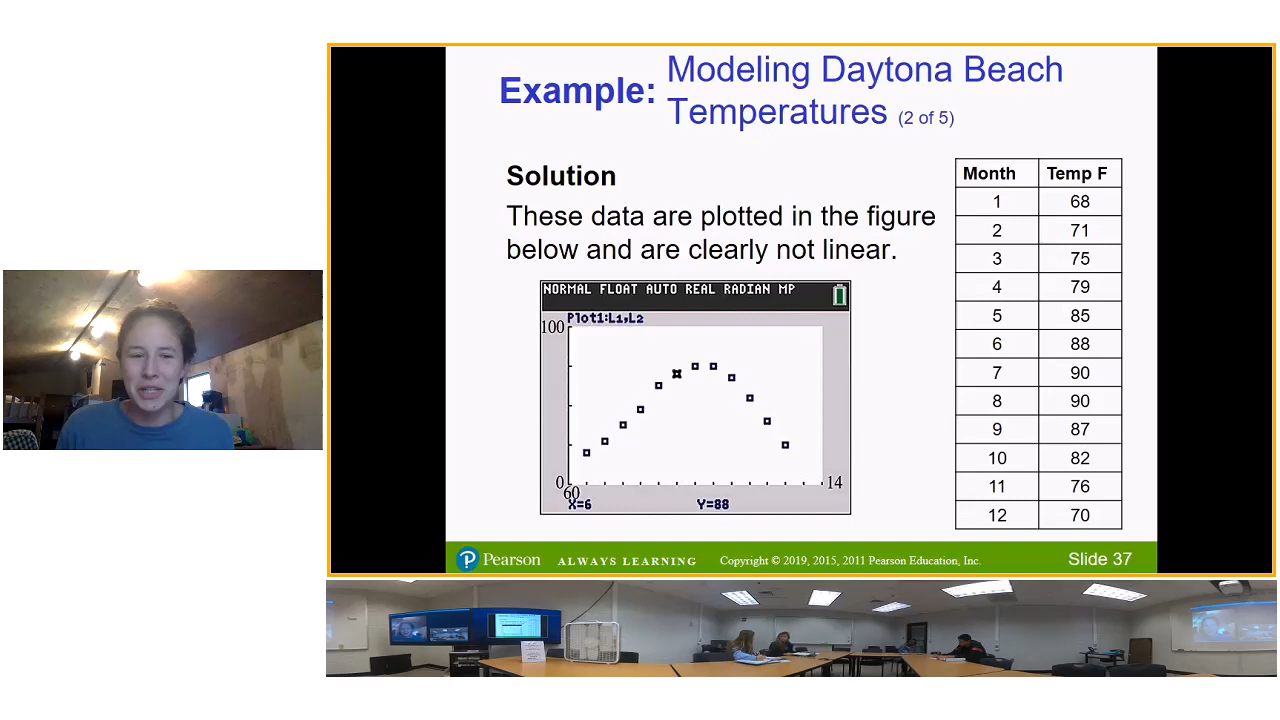 Example: Modeling Daytona Beach
Temperatures (2 of 5)
Solution
These data are plotted in the figure
below and are clearly not linear.
NORMAL FLOAT AUTO REAL RADIAN MP
Plot1:L1,L2
100
0
60
14
X=6 Y=88
Month Temp F
1 68
2 71
3 75
4 79
5 85
6 88
7 90
8 90
9 87
10 82
11 76
12 70
Pearson ALWAYS LEARNING Copyright © 2019, 2015, 2011 Pearson Education, Inc. Slide 37